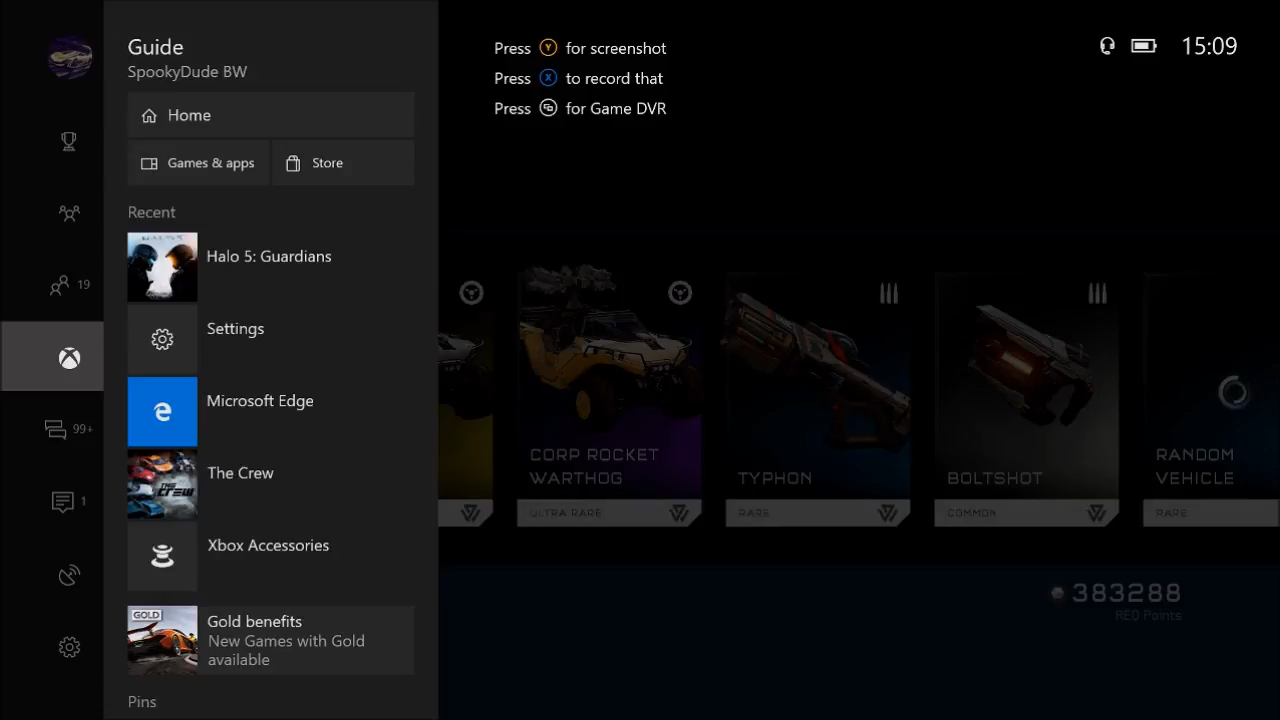 Guide
SpookyDude BW
Home
Games & apps
Store
Recent
Halo 5: Guardians
Settings
Microsoft Edge
The Crew
Xbox Accessories
GOLD
Gold benefits
New Games with Gold
available
Pins
19
99+
1
Press Y for screenshot
Press X to record that
Press for Game DVR
15:09
CORP ROCKET
WARTHOG
ULTRA RARE
TYPHON
RARE
BOLTSHOT
COMMON
RANDOM
VEHICLE
RARE
383288
REQ Points